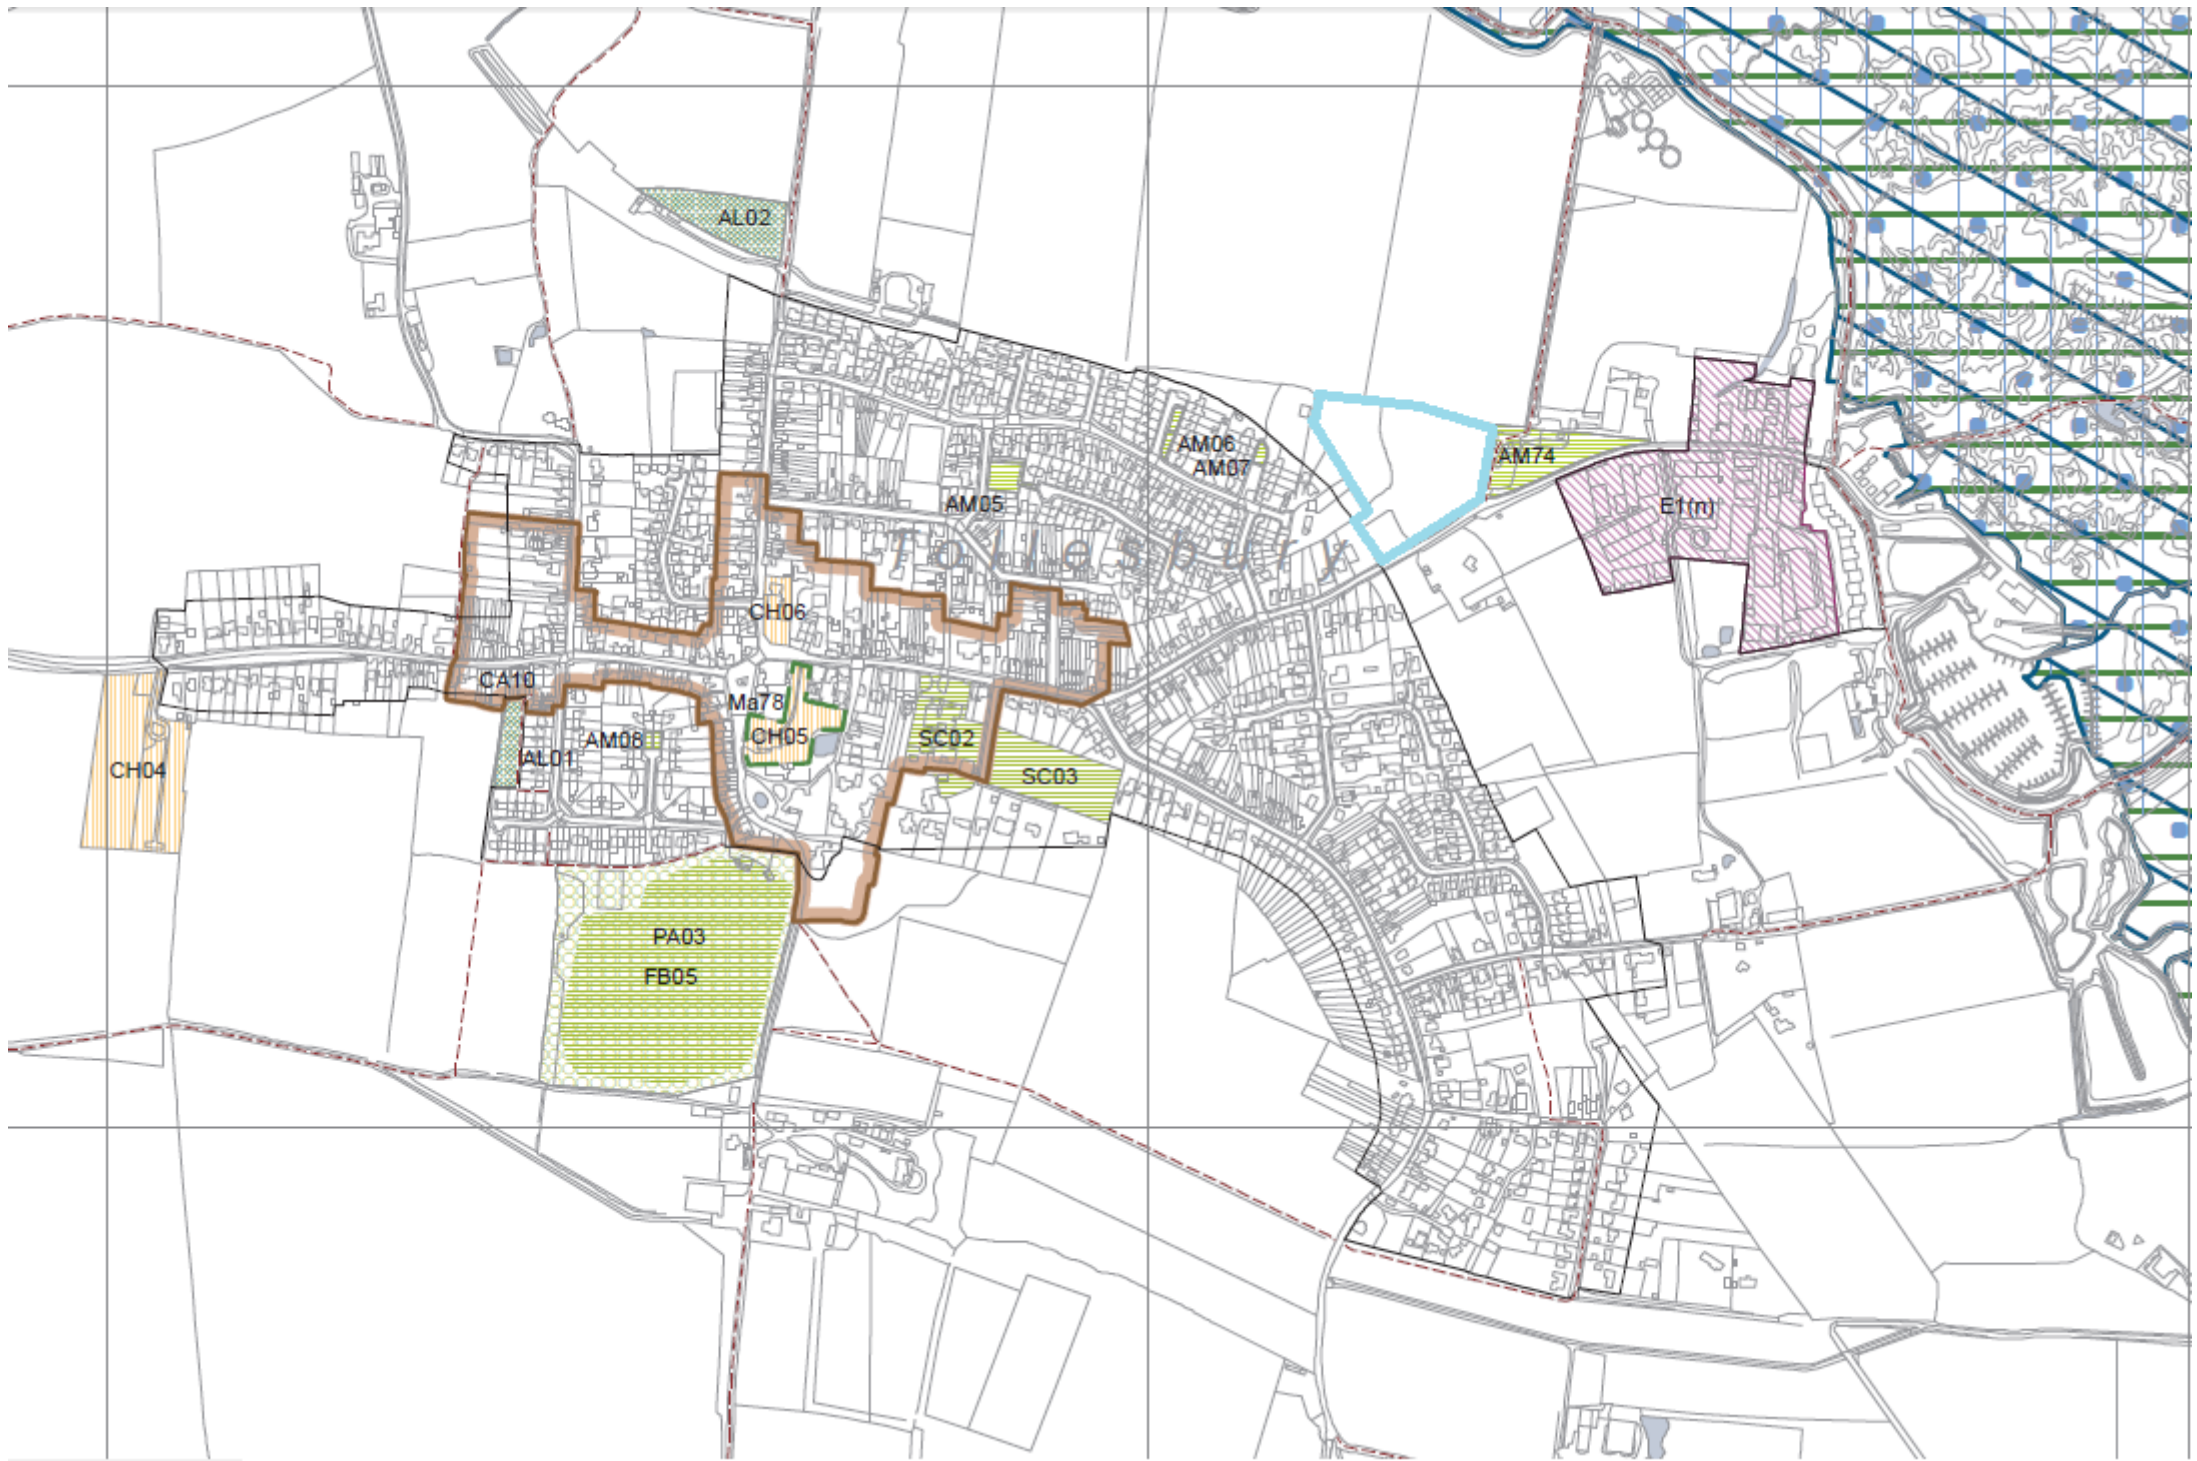 AL02
AM06
AM07
AM74
AM05
E1(n)
Tollesbury
CH06
CA10
Ma78
CH05
AM08
SC02
AL01
CH04
SC03
PA03
FB05